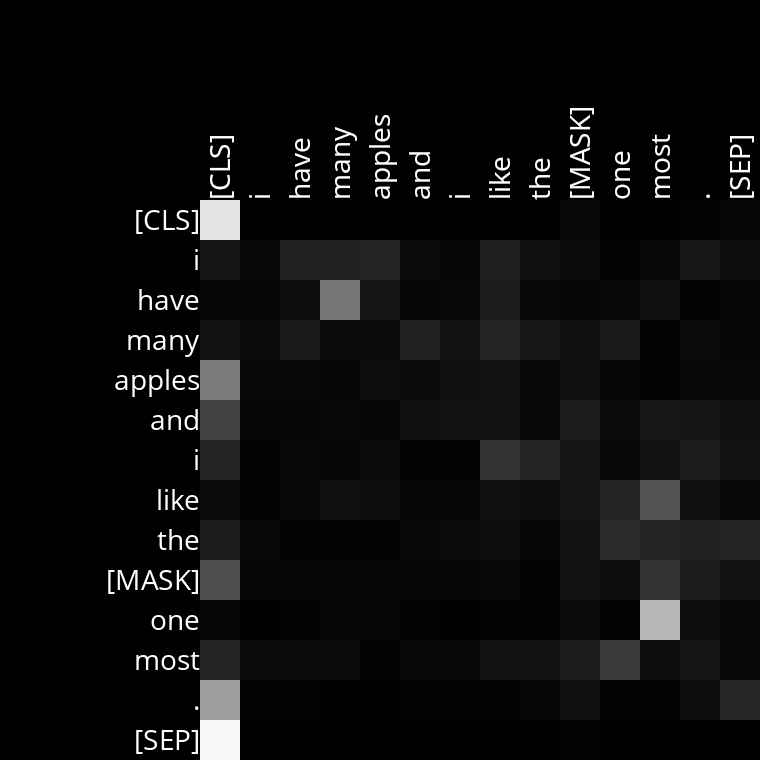 [CLS] i have many apples and i like the [MASK] one most . [SEP]
[CLS]
i
have
many
apples
and
i
like
the
[MASK]
one
most
.
[SEP]